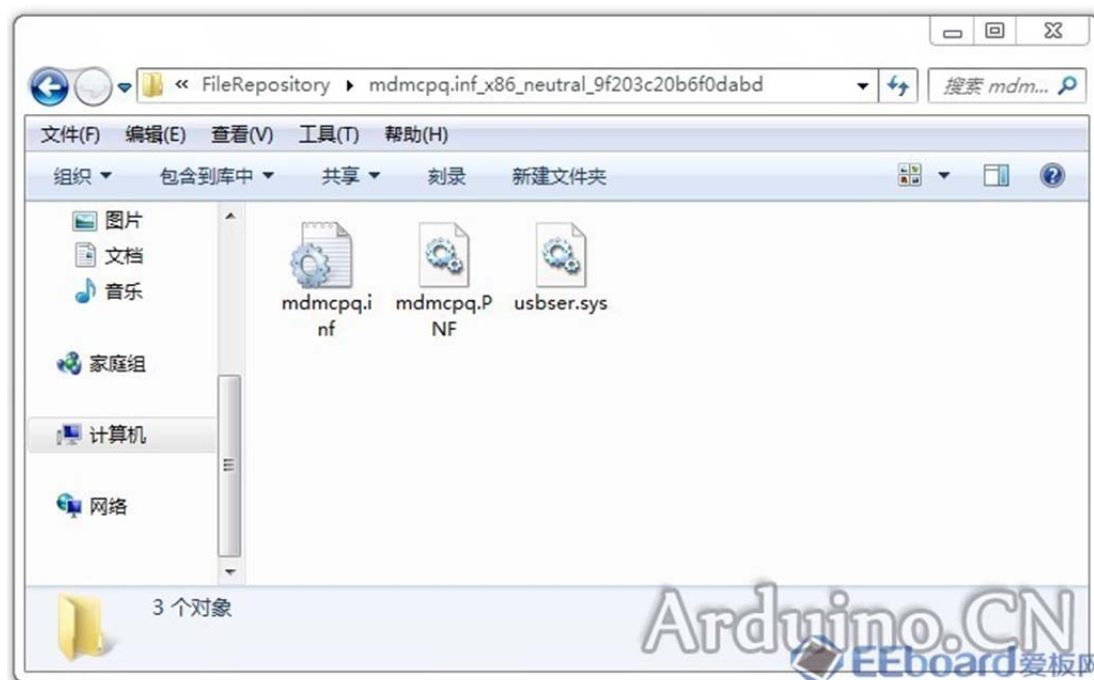 « FileRepository mdmcpq.inf_x86_neutral_9f203c20b6f0dabd 搜索 mdm...
文件(F) 编辑(E) 查看(V) 工具(T) 帮助(H)
组织 包含到库中 共享 刻录 新建文件夹
图片
文档
音乐
家庭组
计算机
网络
mdmcpq.i
nf
mdmcpq.P
NF
usbser.sys
3 个对象
Arduino.CN
EEboard爱板网